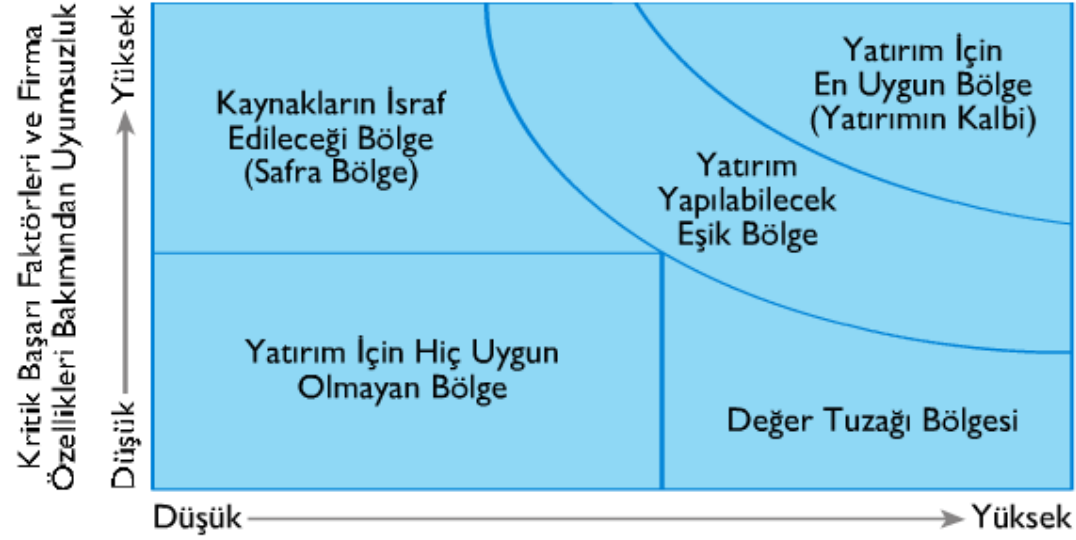 Kritik Başarı Faktörleri ve Firma
Özellikleri Bakımından Uyumsuzluk
Yüksek
Düşük
Kaynakların İsraf
Edileceği Bölge
(Safra Bölge)
Yatırım İçin
En Uygun Bölge
(Yatırımın Kalbi)
Yatırım
Yapılabilecek
Eşik Bölge
Yatırım İçin Hiç Uygun
Olmayan Bölge
Değer Tuzağı Bölgesi
Düşük
Yüksek